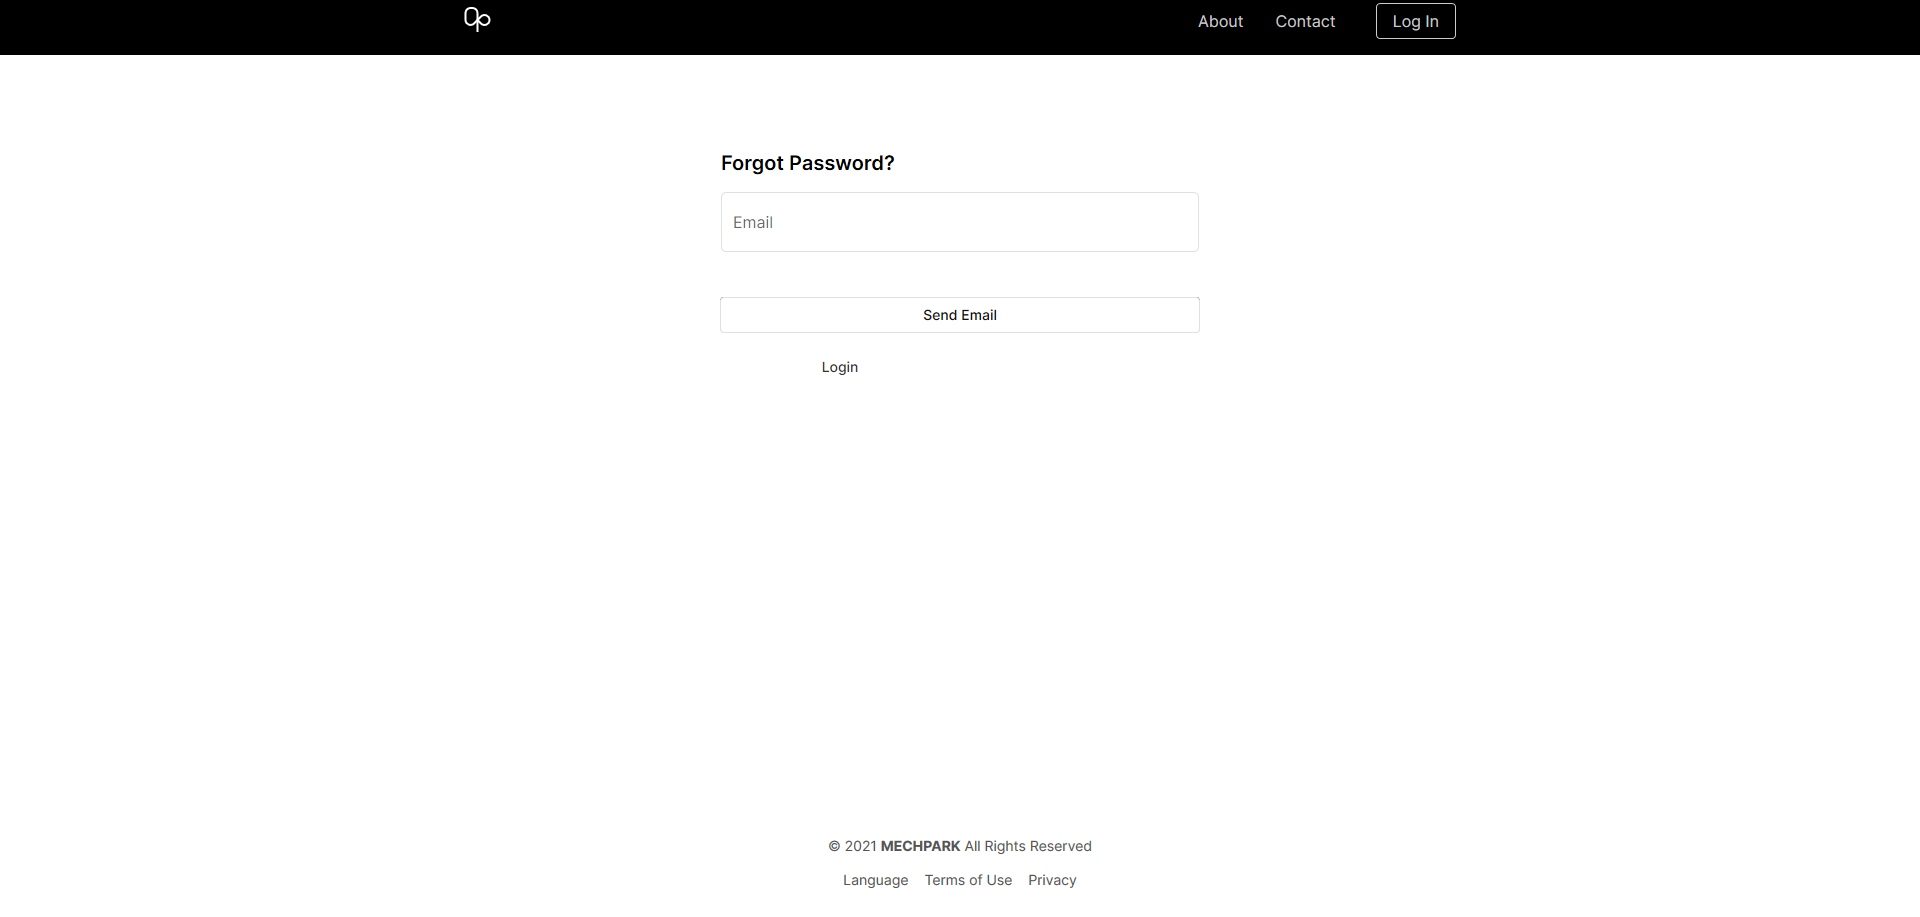 About Contact Log In
Forgot Password?
Email
Send Email
Login
© 2021 MECHPARK All Rights Reserved
Language Terms of Use Privacy